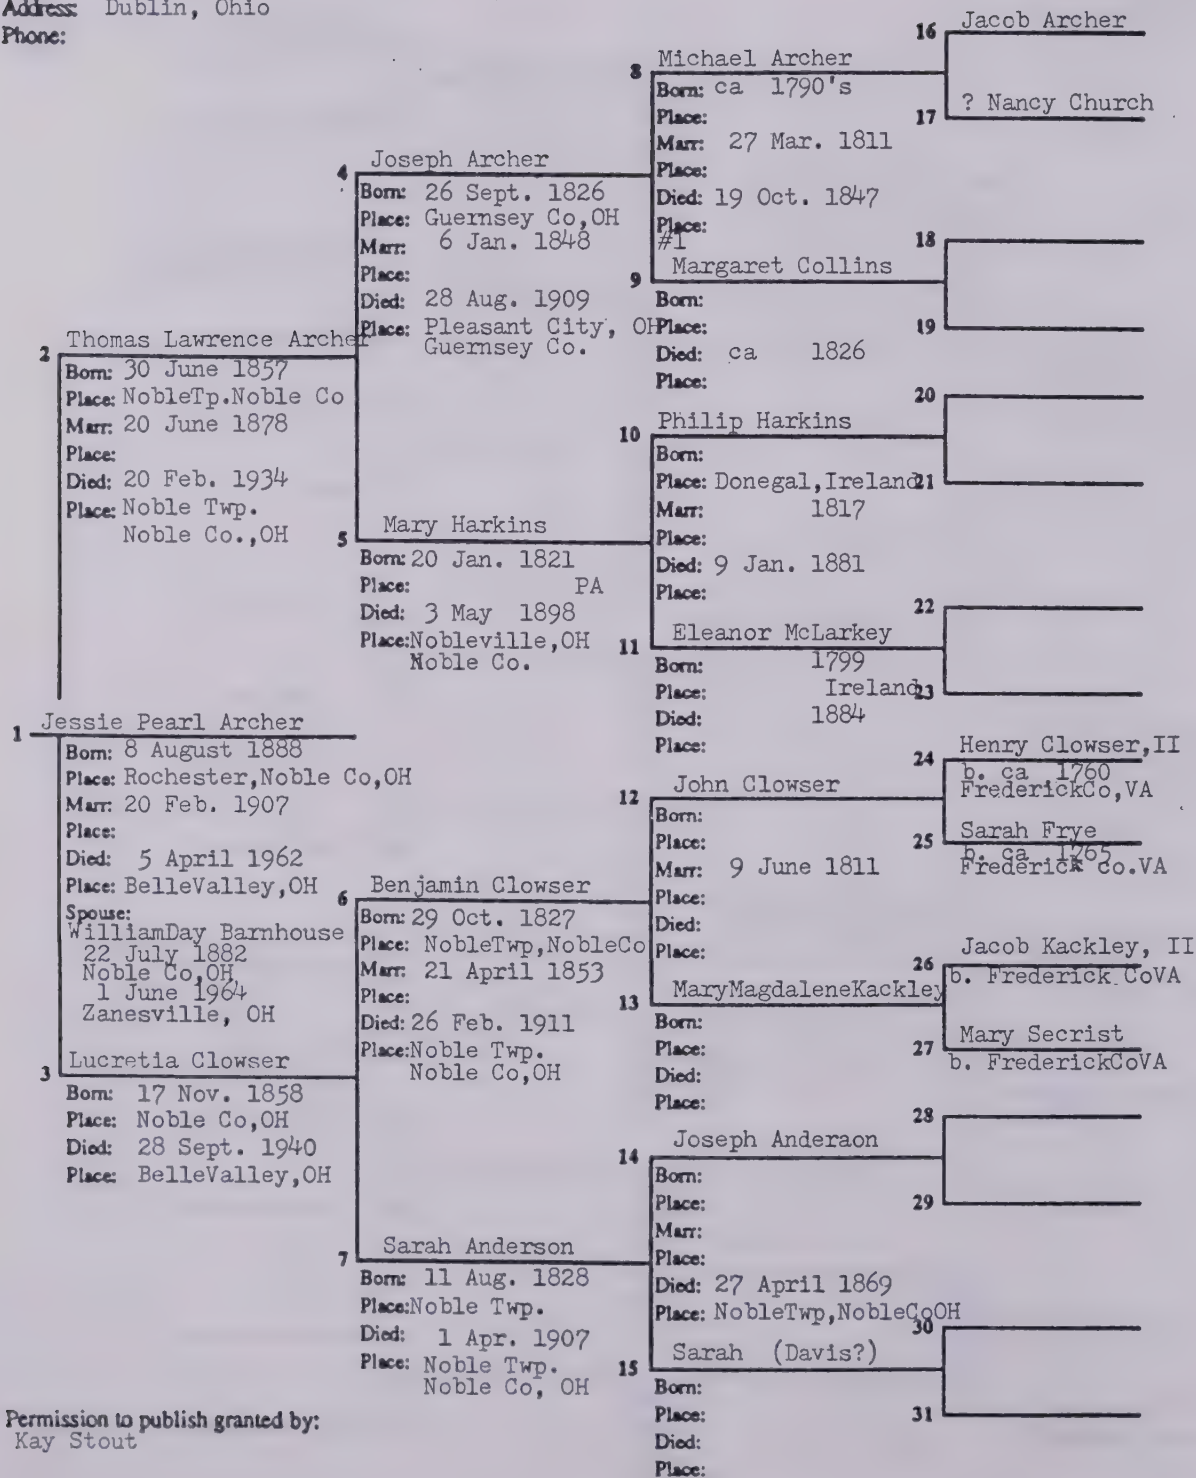 Address: Dublin, Ohio
Phone:
1 Jessie Pearl Archer
Born: 8 August 1888
Place: Rochester,Noble Co,OH
Marr: 20 Feb. 1907
Place:
Died: 5 April 1962
Place: BelleValley,OH
Spouse:
WilliamDay Barnhouse
22 July 1882
Noble Co,OH
1 June 1964
Zanesville, OH
2 Thomas Lawrence Archer
Born: 30 June 1857
Place: NobleTp.Noble Co
Marr: 20 June 1878
Place:
Died: 20 Feb. 1934
Place: Noble Twp.
Noble Co.,OH
3 Lucretia Clowser
Born: 17 Nov. 1858
Place: Noble Co,OH
Died: 28 Sept. 1940
Place: BelleValley,OH
4 Joseph Archer
Born: 26 Sept. 1826
Place: Guernsey Co,OH
Marr: 6 Jan. 1848
Place:
Died: 28 Aug. 1909
Place: Pleasant City, OH
Guernsey Co.
5 Mary Harkins
Born: 20 Jan. 1821
Place: PA
Died: 3 May 1898
Place:Nobleville,OH
Noble Co.
6 Benjamin Clowser
Born: 29 Oct. 1827
Place: NobleTwp,NobleCo
Marr: 21 April 1853
Place:
Died: 26 Feb. 1911
Place:Noble Twp.
Noble Co,OH
7 Sarah Anderson
Born: 11 Aug. 1828
Place:Noble Twp.
Died: 1 Apr. 1907
Place: Noble Twp.
Noble Co, OH
8 Michael Archer
Born: ca 1790's
Place:
Marr: 27 Mar. 1811
Place:
Died: 19 Oct. 1847
Place:
#1
9 Margaret Collins
Born:
Place:
Died: ca 1826
Place:
10 Philip Harkins
Born:
Place: Donegal,Ireland
Marr: 1817
Place:
Died: 9 Jan. 1881
Place:
11 Eleanor McLarkey
Born: 1799
Place: Ireland
Died: 1884
Place:
12 John Clowser
Born:
Place:
Marr: 9 June 1811
Place:
Died:
Place:
13 MaryMagdaleneKackley
Born:
Place:
Died:
Place:
14 Joseph Anderaon
Born:
Place:
Marr:
Place:
Died: 27 April 1869
Place: NobleTwp,NobleCoOH
15 Sarah (Davis?)
Born:
Place:
Died:
Place:
16 Jacob Archer
17 ? Nancy Church
18
19
20
21
22
23
24 Henry Clowser,II
b. ca 1760
FrederickCo,VA
25 Sarah Frye
b. ca 1765
Frederick Co.VA
26 Jacob Kackley, II
b. Frederick CoVA
27 Mary Secrist
b. FrederickCoVA
28
29
30
31
Permission to publish granted by:
Kay Stout